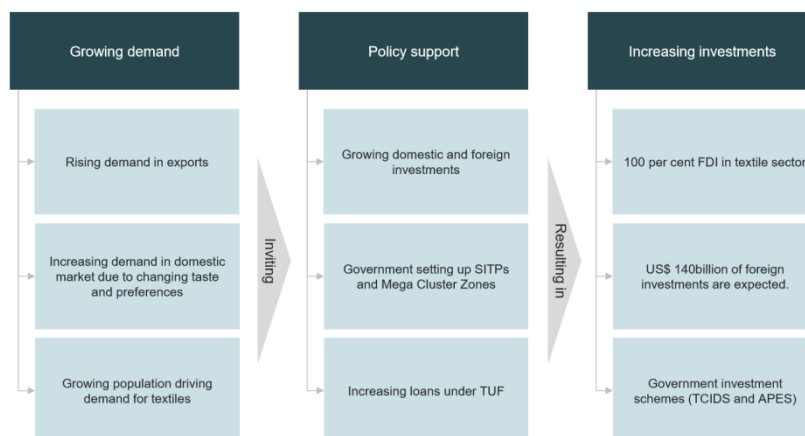 Growing demand
Rising demand in exports
Increasing demand in domestic
market due to changing taste
and preferences
Growing population driving
demand for textiles
Inviting
Policy support
Growing domestic and foreign
investments
Government setting up SITPs
and Mega Cluster Zones
Increasing loans under TUF
Resulting in
Increasing investments
100 per cent FDI in textile sector
US$ 140billion of foreign
investments are expected.
Government investment
schemes (TCIDS and APES)